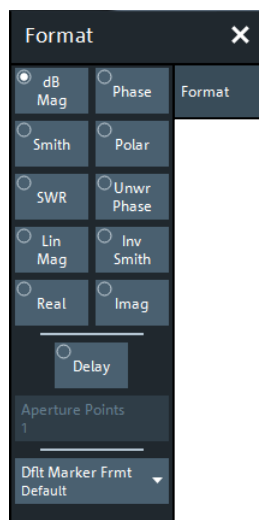 Format
dB
Mag
Phase
Format
Smith
Polar
SWR
Unwr
Phase
Lin
Mag
Inv
Smith
Real
Imag
Delay
Aperture Points
1
Dflt Marker Frmt
Default